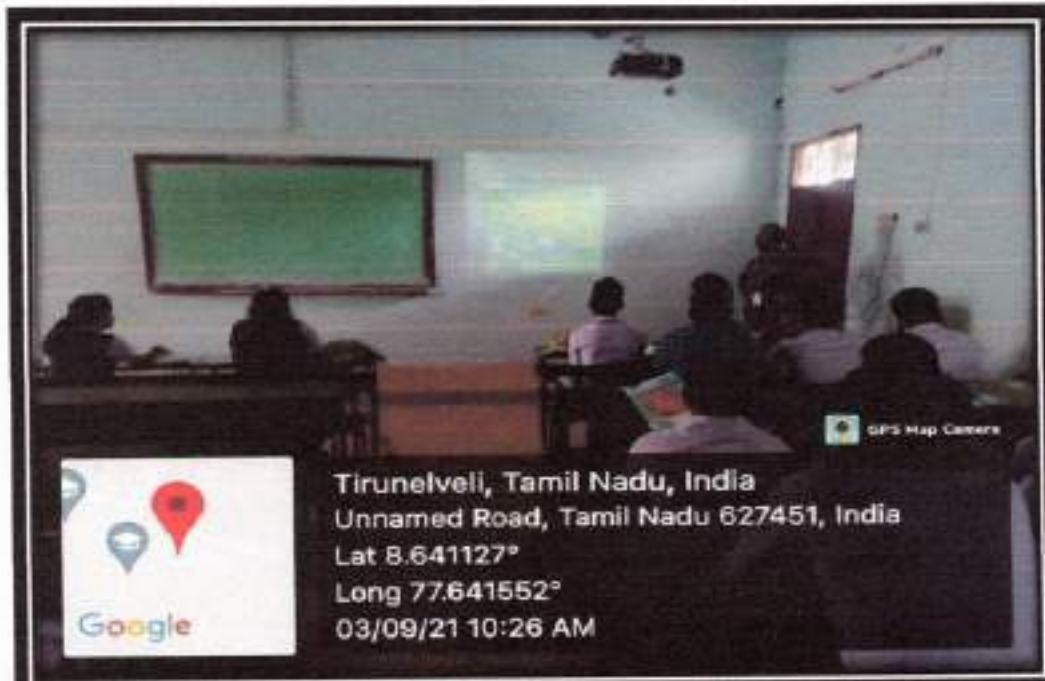 GPS Map Camera
Tirunelveli, Tamil Nadu, India
Unnamed Road, Tamil Nadu 627451, India
Lat 8.641127°
Long 77.641552°
03/09/21 10:26 AM
Google